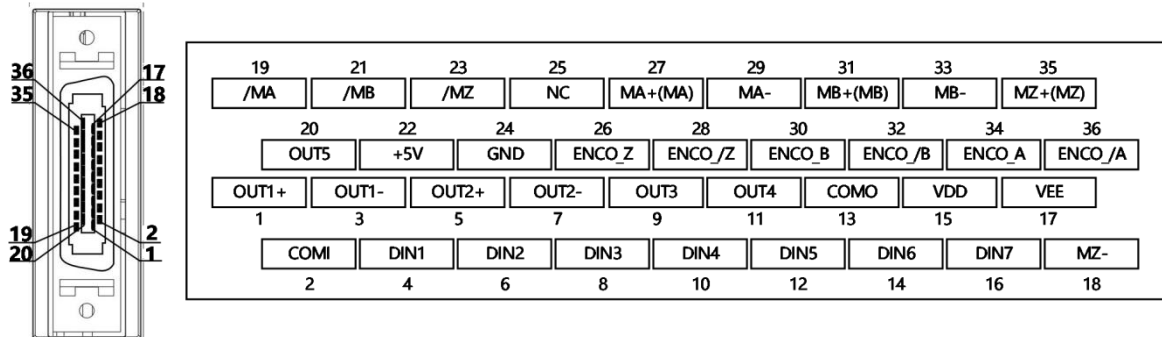 36 17
35 18
19 2
20 1
19 21 23 25 27 29 31 33 35
/MA /MB /MZ NC MA+(MA) MA- MB+(MB) MB- MZ+(MZ)
20 22 24 26 28 30 32 34 36
OUT5 +5V GND ENCO_Z ENCO_/Z ENCO_B ENCO_/B ENCO_A ENCO_/A
OUT1+ OUT1- OUT2+ OUT2- OUT3 OUT4 COMO VDD VEE
1 3 5 7 9 11 13 15 17
COMI DIN1 DIN2 DIN3 DIN4 DIN5 DIN6 DIN7 MZ-
2 4 6 8 10 12 14 16 18